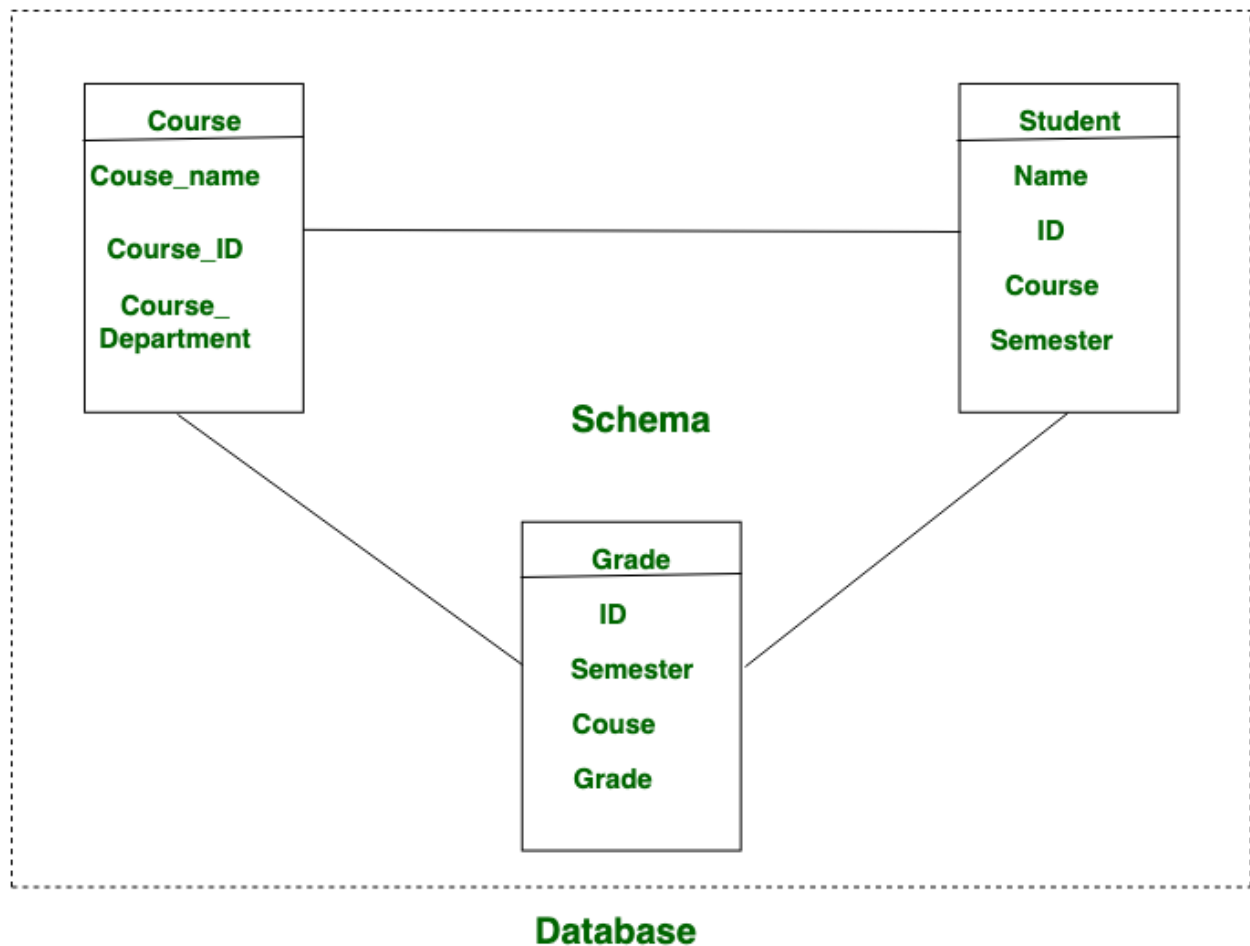 Course
Couse_name
Course_ID
Course_
Department
Student
Name
ID
Course
Semester
Schema
Grade
ID
Semester
Couse
Grade
Database